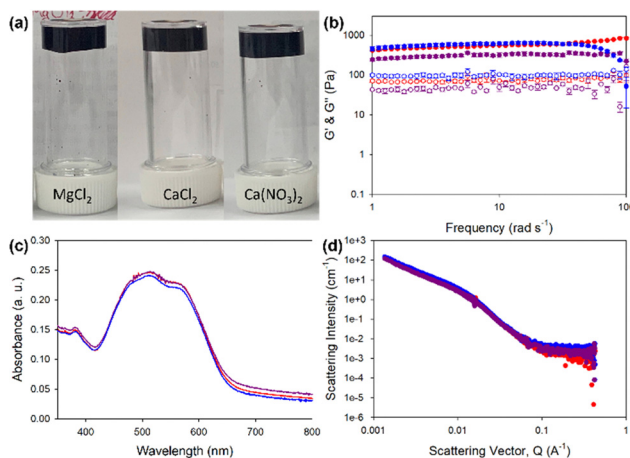 (a)
MgCl₂
CaCl₂
Ca(NO₃)₂
(b)
G' & G'' (Pa)
1000
100
10
1
0.1
1 10 100
Frequency (rad s⁻¹)
(c)
Absorbance (a. u.)
0.30
0.25
0.20
0.15
0.10
0.05
0.00
400 500 600 700 800
Wavelength (nm)
(d)
Scattering Intensity (cm⁻¹)
1e+3
1e+2
1e+1
1e+0
1e-1
1e-2
1e-3
1e-4
1e-5
1e-6
0.001 0.01 0.1 1
Scattering Vector, Q (A⁻¹)